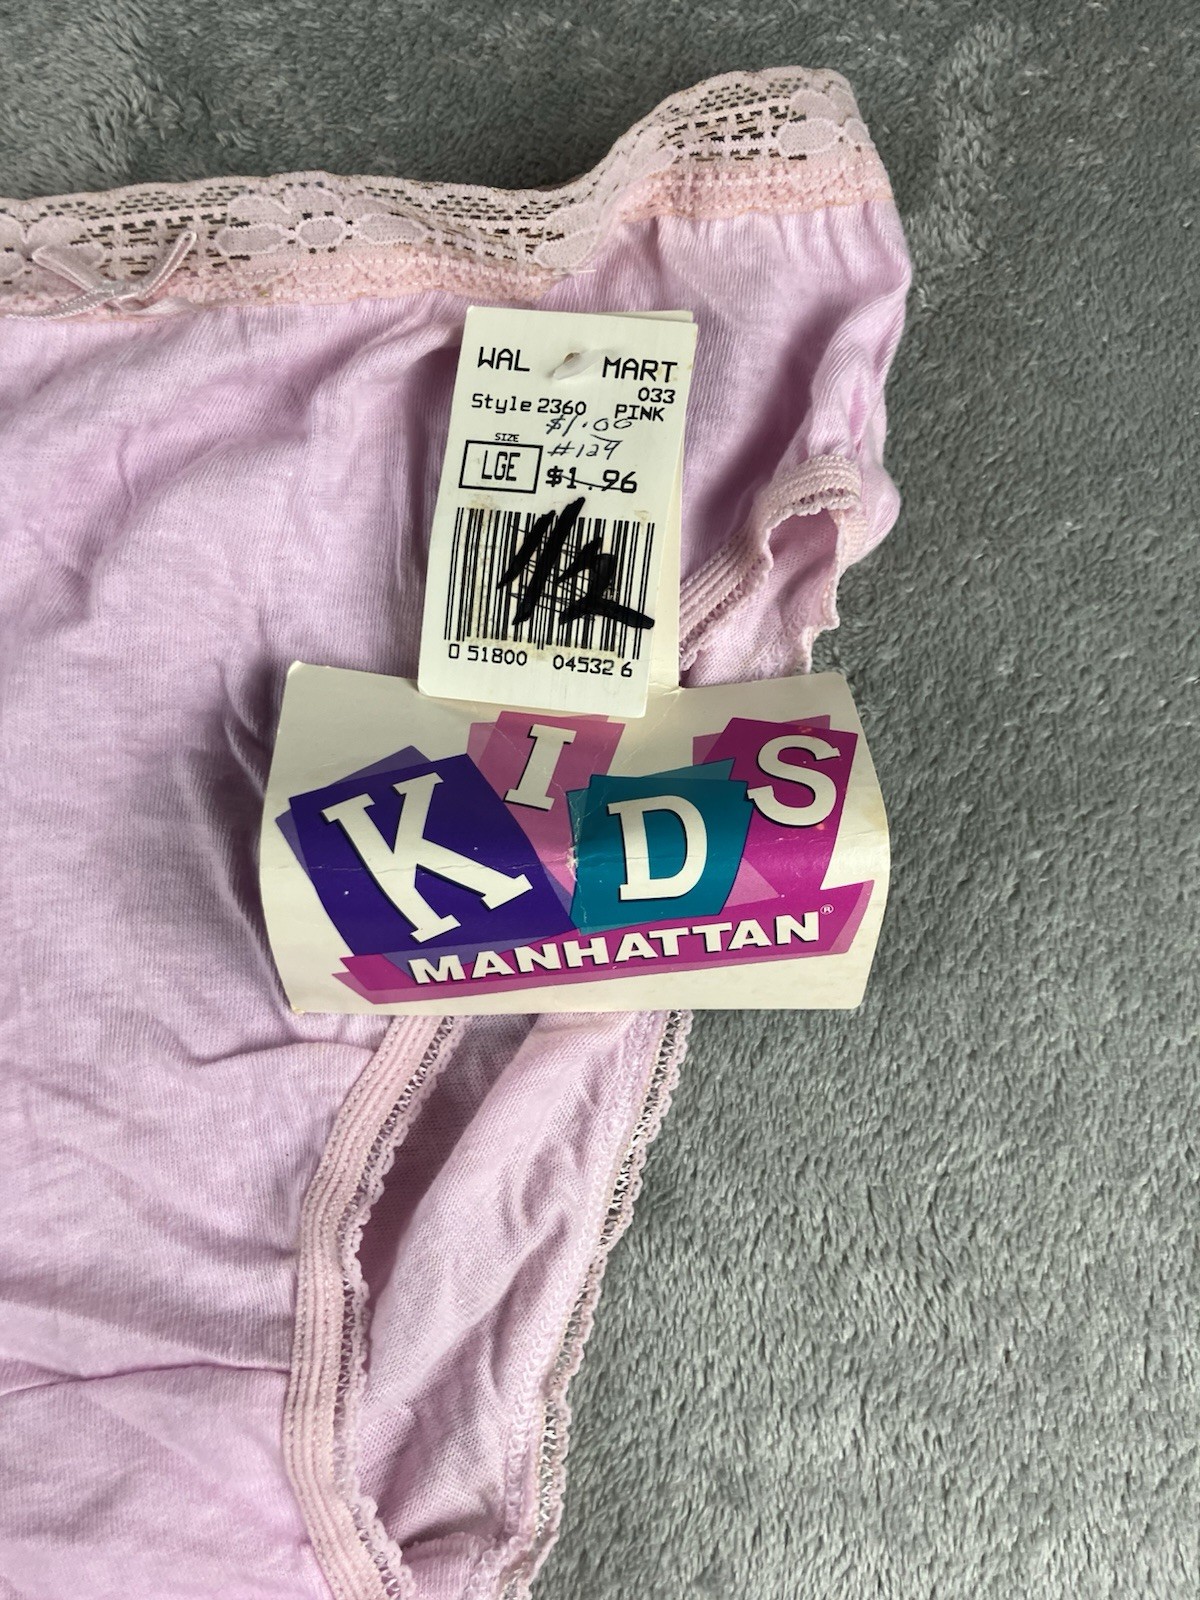 WAL MART
033
Style 2360 PINK
$1.00
SIZE
#124
LGE $1.96
1/2
0 51800 04532 6
KIDS
MANHATTAN®